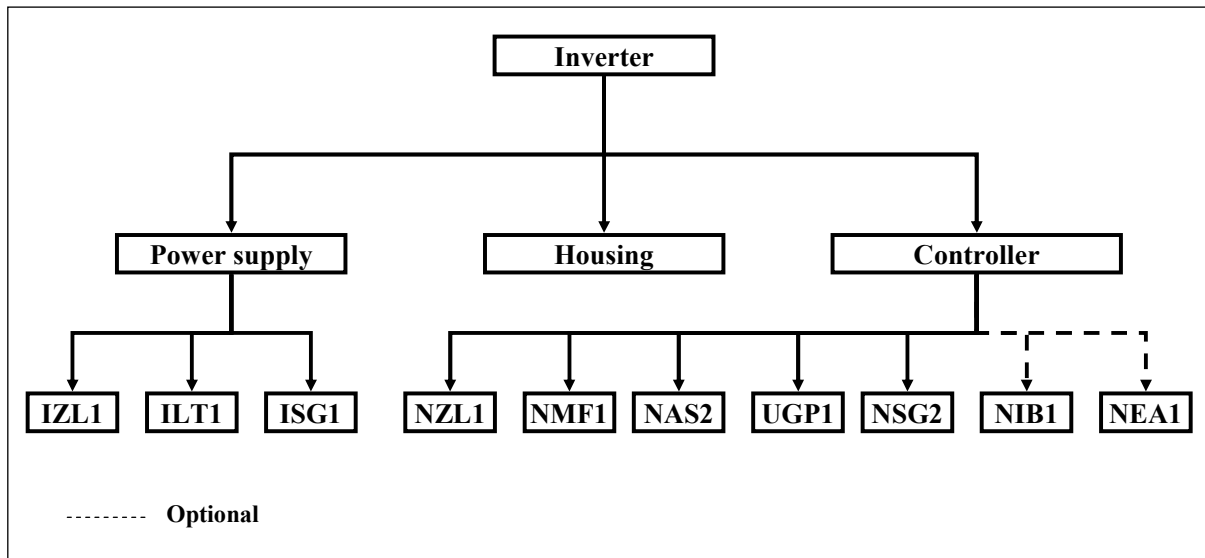 Inverter
Power supply
Housing
Controller
IZL1
ILT1
ISG1
NZL1
NMF1
NAS2
UGP1
NSG2
NIB1
NEA1
Optional